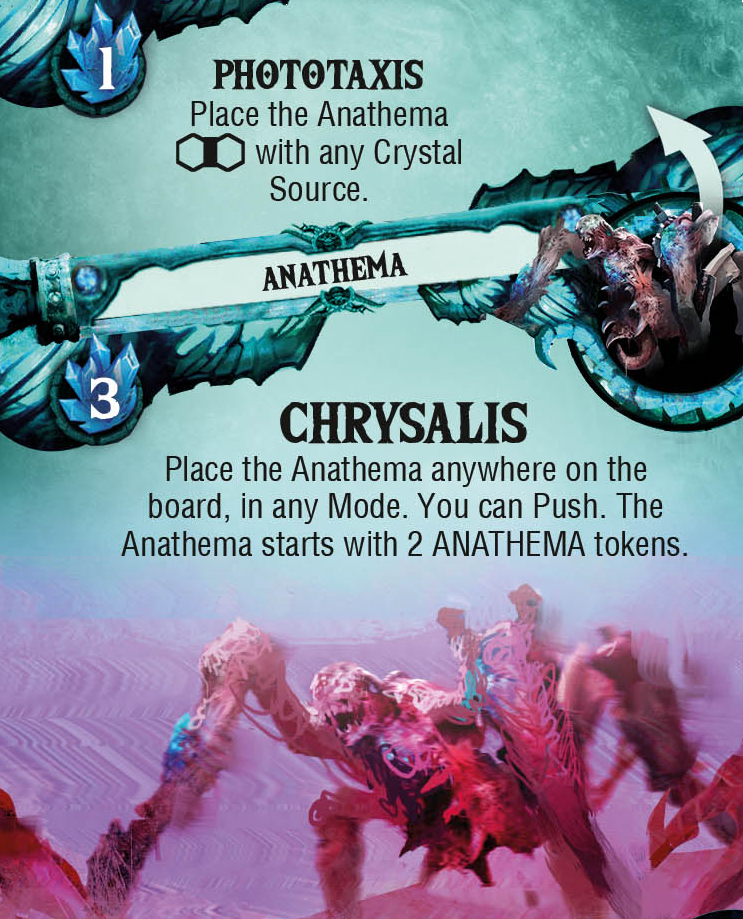 1
PHOTOTAXIS
Place the Anathema
with any Crystal
Source.
ANATHEMA
3
CHRYSALIS
Place the Anathema anywhere on the
board, in any Mode. You can Push. The
Anathema starts with 2 ANATHEMA tokens.